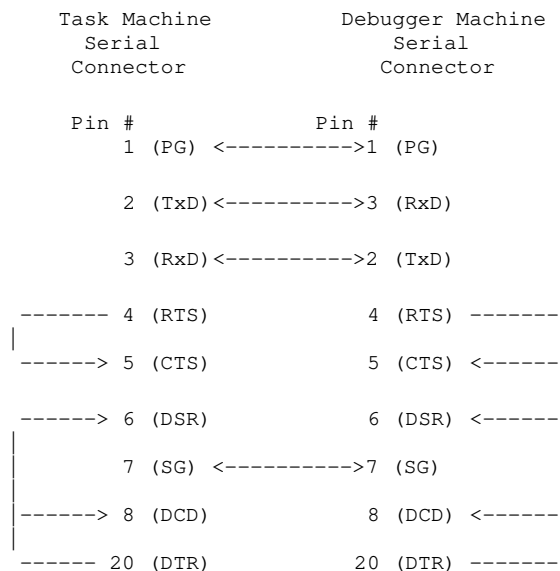 Task Machine Debugger Machine
Serial Serial
Connector Connector
Pin # Pin #
1 (PG) <---------->1 (PG)
2 (TxD)<---------->3 (RxD)
3 (RxD)<---------->2 (TxD)
------- 4 (RTS) 4 (RTS) -------
|
------> 5 (CTS) 5 (CTS) <------
------> 6 (DSR) 6 (DSR) <------
|
| 7 (SG) <---------->7 (SG)
|
|------> 8 (DCD) 8 (DCD) <------
|
------ 20 (DTR) 20 (DTR) -------